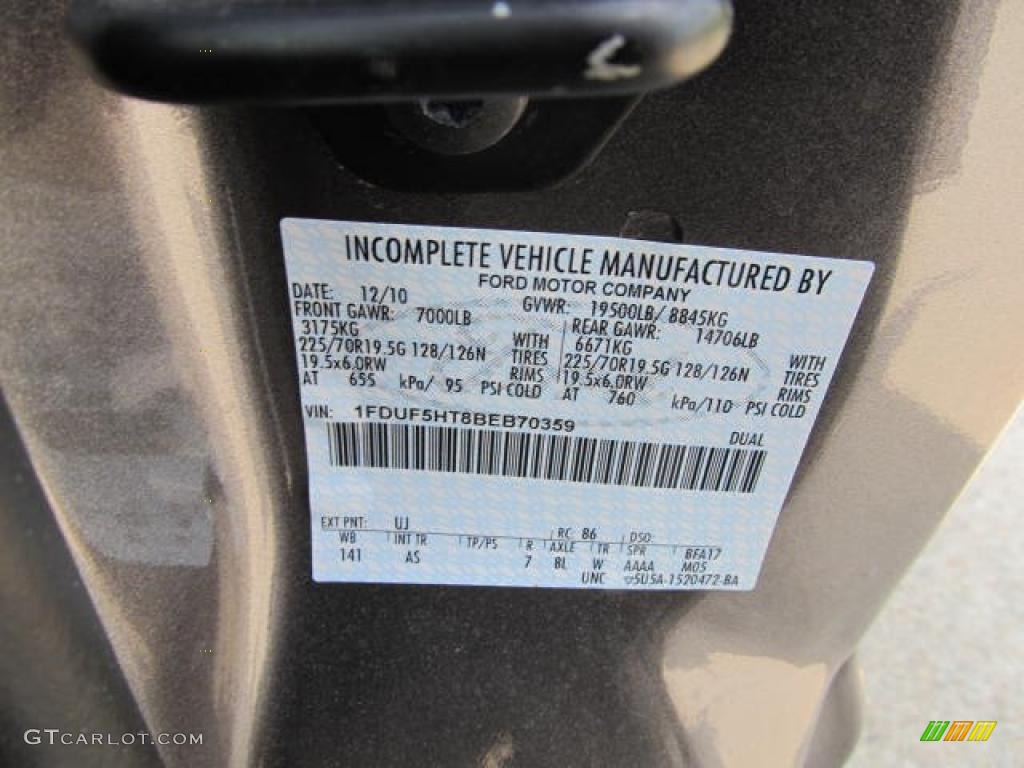 INCOMPLETE VEHICLE MANUFACTURED BY
FORD MOTOR COMPANY
DATE: 12/10 GVWR: 19500LB/ 8845KG
FRONT GAWR: 7000LB REAR GAWR: 14706LB
3175KG WITH 6671KG WITH
225/70R19.5G 128/126N TIRES 225/70R19.5G 128/126N TIRES
19.5x6.0RW RIMS 19.5x6.0RW RIMS
AT 655 kPa/ 95 PSI COLD AT 760 kPa/110 PSI COLD
VIN: 1FDUF5HT8BEB70359
DUAL
EXT PNT: UJ RC: 86 DSO:
WB INT TR TP/PS R AXLE TR SPR BFA17
141 AS 7 BL W AAAA M05
UNC 5U5A-1520472-BA
GTCARLOT.COM